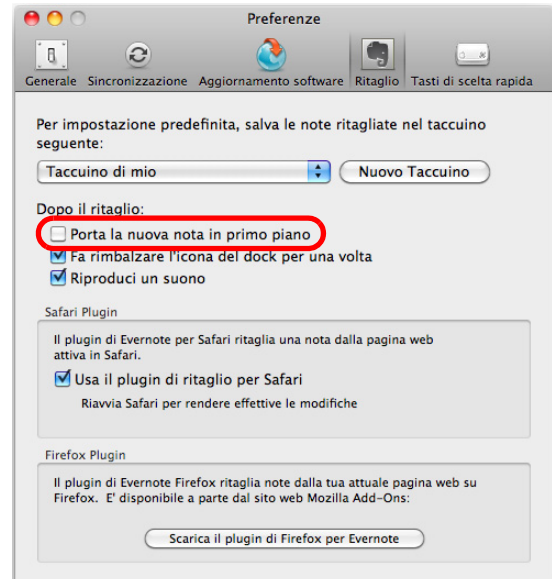 Preferenze
Generale Sincronizzazione Aggiornamento software Ritaglio Tasti di scelta rapida
Per impostazione predefinita, salva le note ritagliate nel taccuino
seguente:
Taccuino di mio Nuovo Taccuino
Dopo il ritaglio:
Porta la nuova nota in primo piano
Fa rimbalzare l'icona del dock per una volta
Riproduci un suono
Safari Plugin
Il plugin di Evernote per Safari ritaglia una nota dalla pagina web
attiva in Safari.
Usa il plugin di ritaglio per Safari
Riavvia Safari per rendere effettive le modifiche
Firefox Plugin
Il plugin di Evernote Firefox ritaglia note dalla tua attuale pagina web su
Firefox. E' disponibile a parte dal sito web Mozilla Add-Ons:
Scarica il plugin di Firefox per Evernote